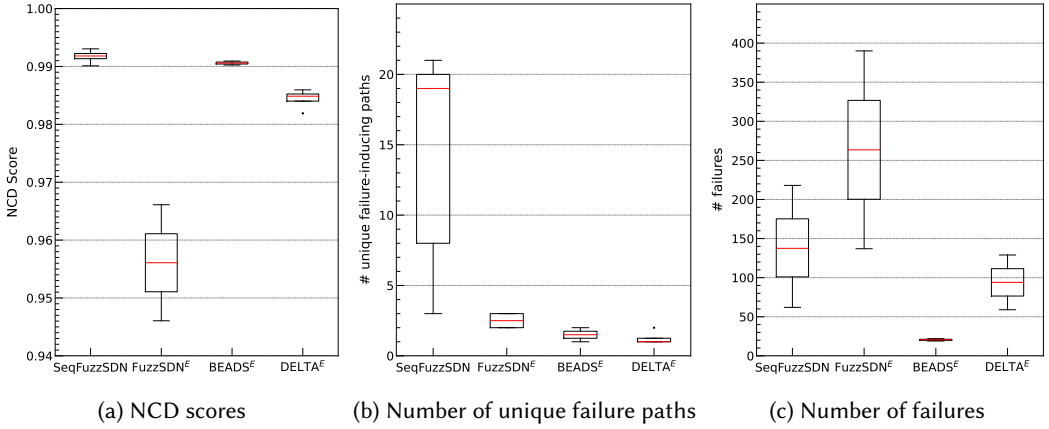 1.00
0.99
0.98
0.97
0.96
0.95
0.94
NCD Score
SeqFuzzSDN FuzzSDN^E BEADS^E DELTA^E
(a) NCD scores
20
15
10
5
0
# unique failure-inducing paths
SeqFuzzSDN FuzzSDN^E BEADS^E DELTA^E
(b) Number of unique failure paths
400
350
300
250
200
150
100
50
0
# failures
SeqFuzzSDN FuzzSDN^E BEADS^E DELTA^E
(c) Number of failures